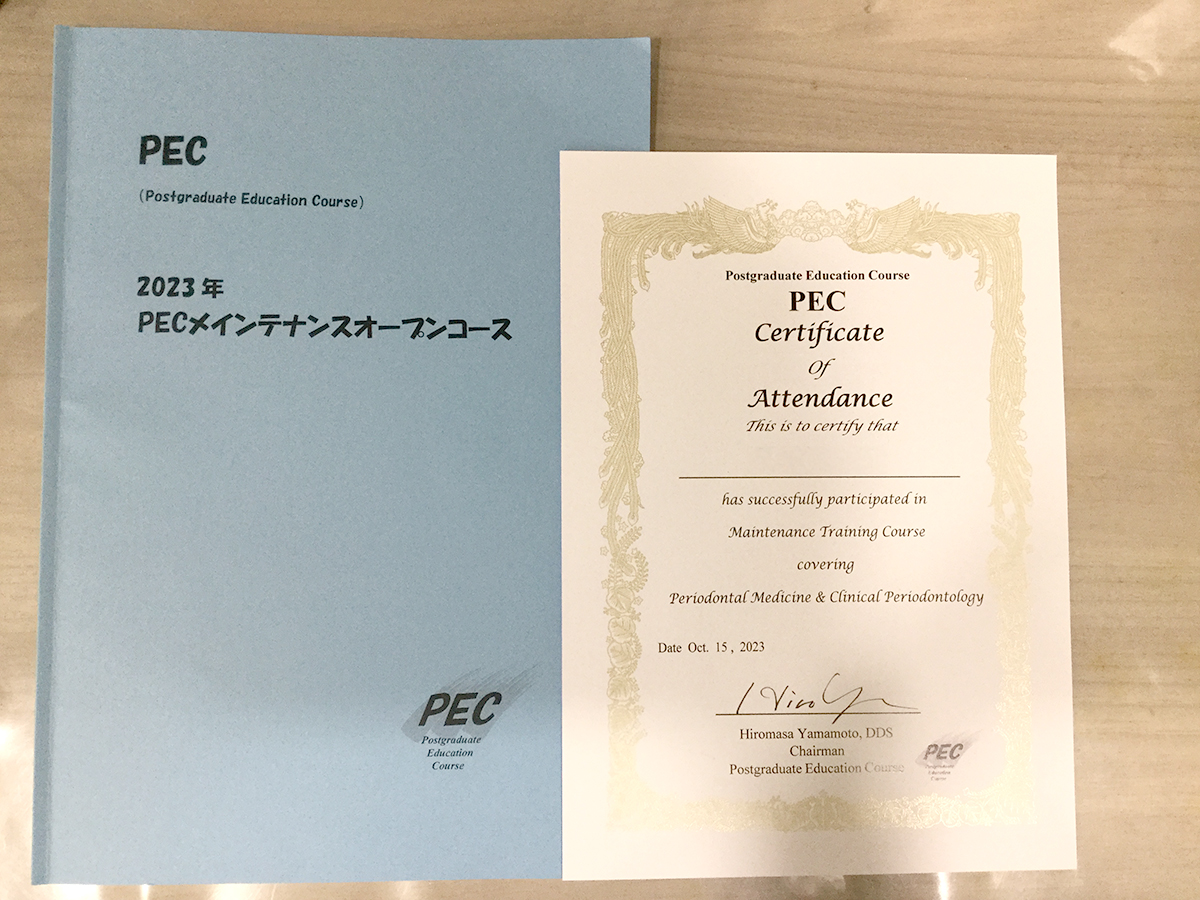 PEC
(Postgraduate Education Course)
2023年
PECメインテナンスオープンコース
PEC
Postgraduate
Education
Course
Postgraduate Education Course
PEC
Certificate
Of
Attendance
This is to certify that
has successfully participated in
Maintenance Training Course
covering
Periodontal Medicine & Clinical Periodontology
Date Oct. 15, 2023
Hiromasa Yamamoto, DDS
Chairman
Postgraduate Education Course
PEC
Postgraduate
Education
Course